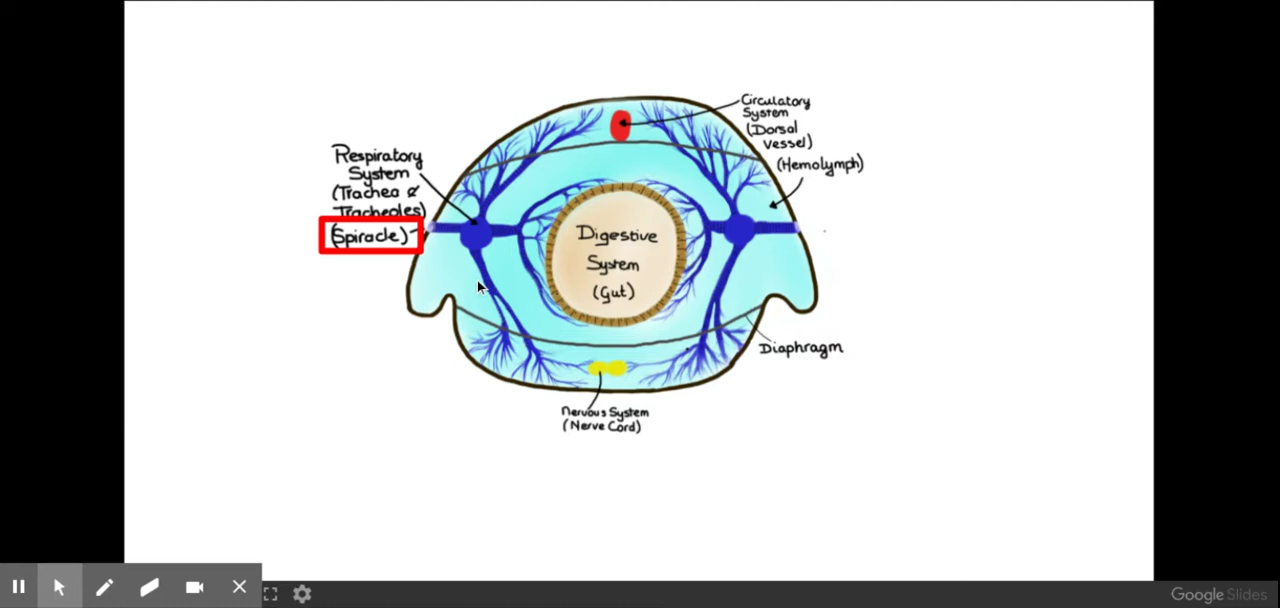 Respiratory
System
(Trachea &
Tracheoles)
(Spiracle)
Circulatory
System
(Dorsal
vessel)
(Hemolymph)
Digestive
System
(Gut)
Diaphragm
Nervous System
(Nerve Cord)
Google Slides